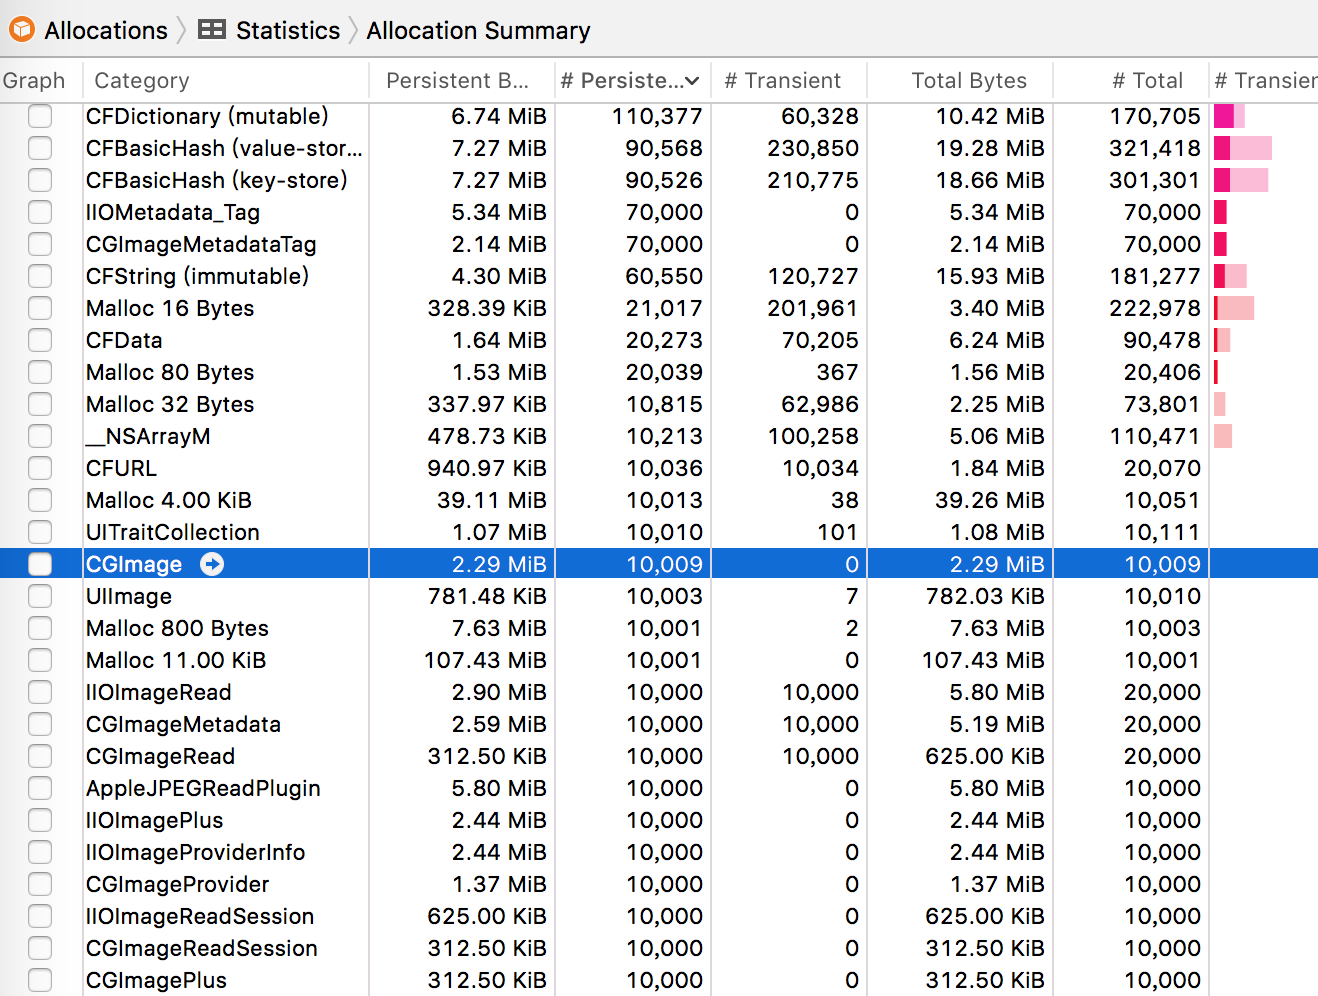 Allocations Statistics Allocation Summary
Graph Category Persistent B... # Persiste... # Transient Total Bytes # Total # Transier
CFDictionary (mutable) 6.74 MiB 110,377 60,328 10.42 MiB 170,705
CFBasicHash (value-stor... 7.27 MiB 90,568 230,850 19.28 MiB 321,418
CFBasicHash (key-store) 7.27 MiB 90,526 210,775 18.66 MiB 301,301
IIOMetadata_Tag 5.34 MiB 70,000 0 5.34 MiB 70,000
CGImageMetadataTag 2.14 MiB 70,000 0 2.14 MiB 70,000
CFString (immutable) 4.30 MiB 60,550 120,727 15.93 MiB 181,277
Malloc 16 Bytes 328.39 KiB 21,017 201,961 3.40 MiB 222,978
CFData 1.64 MiB 20,273 70,205 6.24 MiB 90,478
Malloc 80 Bytes 1.53 MiB 20,039 367 1.56 MiB 20,406
Malloc 32 Bytes 337.97 KiB 10,815 62,986 2.25 MiB 73,801
__NSArrayM 478.73 KiB 10,213 100,258 5.06 MiB 110,471
CFURL 940.97 KiB 10,036 10,034 1.84 MiB 20,070
Malloc 4.00 KiB 39.11 MiB 10,013 38 39.26 MiB 10,051
UITraitCollection 1.07 MiB 10,010 101 1.08 MiB 10,111
CGImage 2.29 MiB 10,009 0 2.29 MiB 10,009
UIImage 781.48 KiB 10,003 7 782.03 KiB 10,010
Malloc 800 Bytes 7.63 MiB 10,001 2 7.63 MiB 10,003
Malloc 11.00 KiB 107.43 MiB 10,001 0 107.43 MiB 10,001
IIOImageRead 2.90 MiB 10,000 10,000 5.80 MiB 20,000
CGImageMetadata 2.59 MiB 10,000 10,000 5.19 MiB 20,000
CGImageRead 312.50 KiB 10,000 10,000 625.00 KiB 20,000
AppleJPEGReadPlugin 5.80 MiB 10,000 0 5.80 MiB 10,000
IIOImagePlus 2.44 MiB 10,000 0 2.44 MiB 10,000
IIOImageProviderInfo 2.44 MiB 10,000 0 2.44 MiB 10,000
CGImageProvider 1.37 MiB 10,000 0 1.37 MiB 10,000
IIOImageReadSession 625.00 KiB 10,000 0 625.00 KiB 10,000
CGImageReadSession 312.50 KiB 10,000 0 312.50 KiB 10,000
CGImagePlus 312.50 KiB 10,000 0 312.50 KiB 10,000